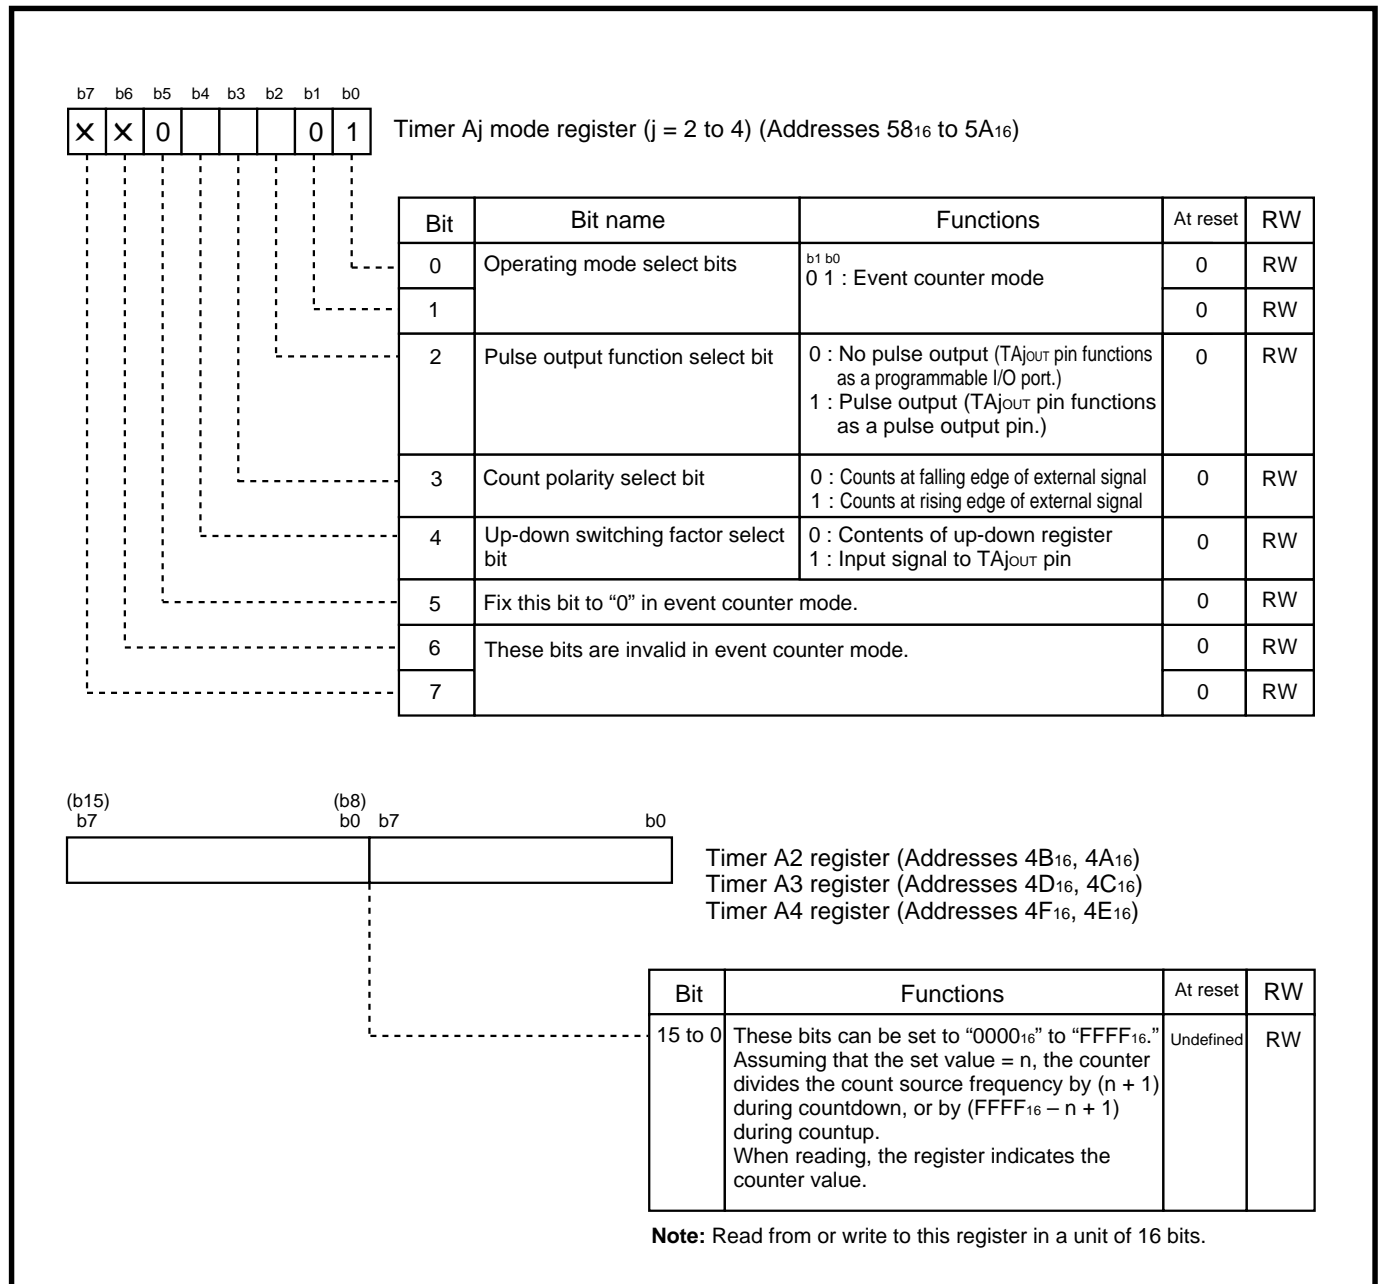 b7 b6 b5 b4 b3 b2 b1 b0
X X 0 0 1
Timer Aj mode register (j = 2 to 4) (Addresses 5816 to 5A16)
Bit Bit name Functions At reset RW
0 Operating mode select bits b1 b0 0 RW
0 1 : Event counter mode
1 0 RW
2 Pulse output function select bit 0 : No pulse output (TAjOUT pin functions 0 RW
as a programmable I/O port.)
1 : Pulse output (TAjOUT pin functions
as a pulse output pin.)
3 Count polarity select bit 0 : Counts at falling edge of external signal 0 RW
1 : Counts at rising edge of external signal
4 Up-down switching factor select 0 : Contents of up-down register 0 RW
bit 1 : Input signal to TAjOUT pin
5 Fix this bit to “0” in event counter mode. 0 RW
6 These bits are invalid in event counter mode. 0 RW
7 0 RW
(b15) (b8)
b7 b0 b7 b0
Timer A2 register (Addresses 4B16, 4A16)
Timer A3 register (Addresses 4D16, 4C16)
Timer A4 register (Addresses 4F16, 4E16)
Bit Functions At reset RW
15 to 0 These bits can be set to “000016” to “FFFF16.” Undefined RW
Assuming that the set value = n, the counter
divides the count source frequency by (n + 1)
during countdown, or by (FFFF16 – n + 1)
during countup.
When reading, the register indicates the
counter value.
Note: Read from or write to this register in a unit of 16 bits.